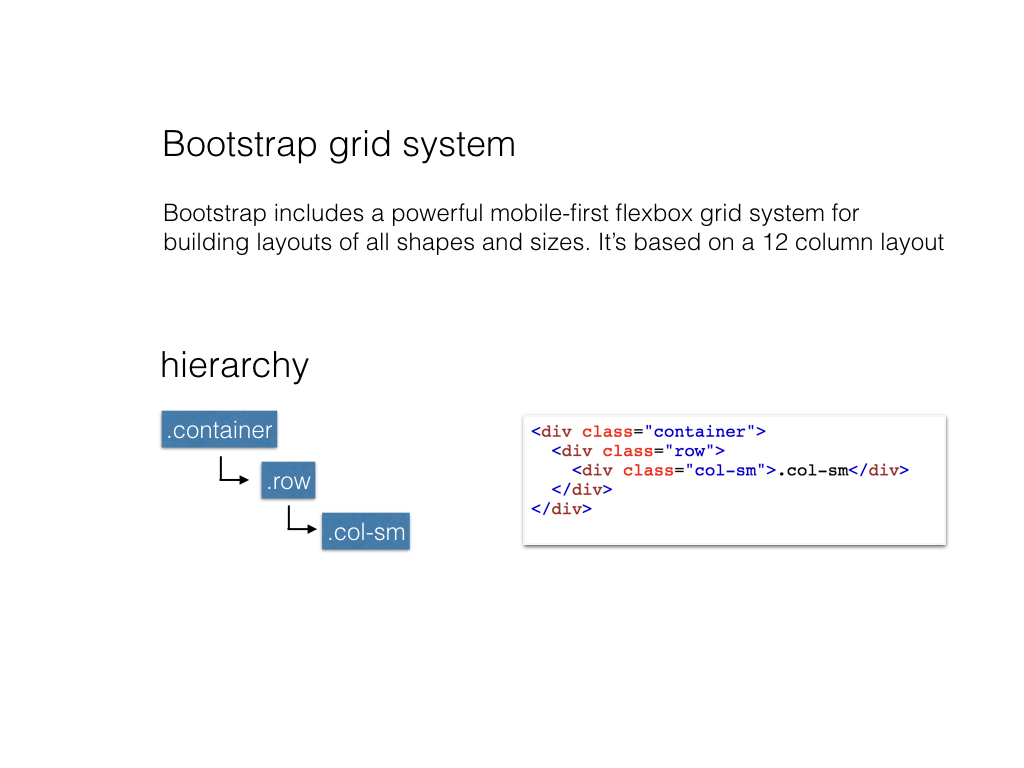 Bootstrap grid system
Bootstrap includes a powerful mobile-first flexbox grid system for
building layouts of all shapes and sizes. It’s based on a 12 column layout
hierarchy
.container
.row
.col-sm
<div class="container">
  <div class="row">
    <div class="col-sm">.col-sm</div>
  </div>
</div>